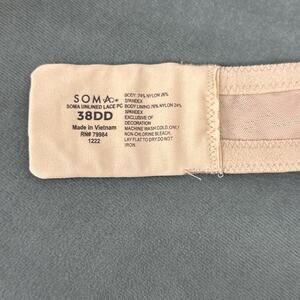 SOMA
SOMA UNLINED LACE PC
38DD
Made in Vietnam
RN# 79984
1222
BODY: 74% NYLON 26%
SPANDEX
BODY LINING: 76% NYLON 24%
SPANDEX
EXCLUSIVE OF
DECORATION
MACHINE WASH COLD. ONLY
NON-CHLORINE BLEACH.
LAY FLAT TO DRY. DO NOT
IRON.